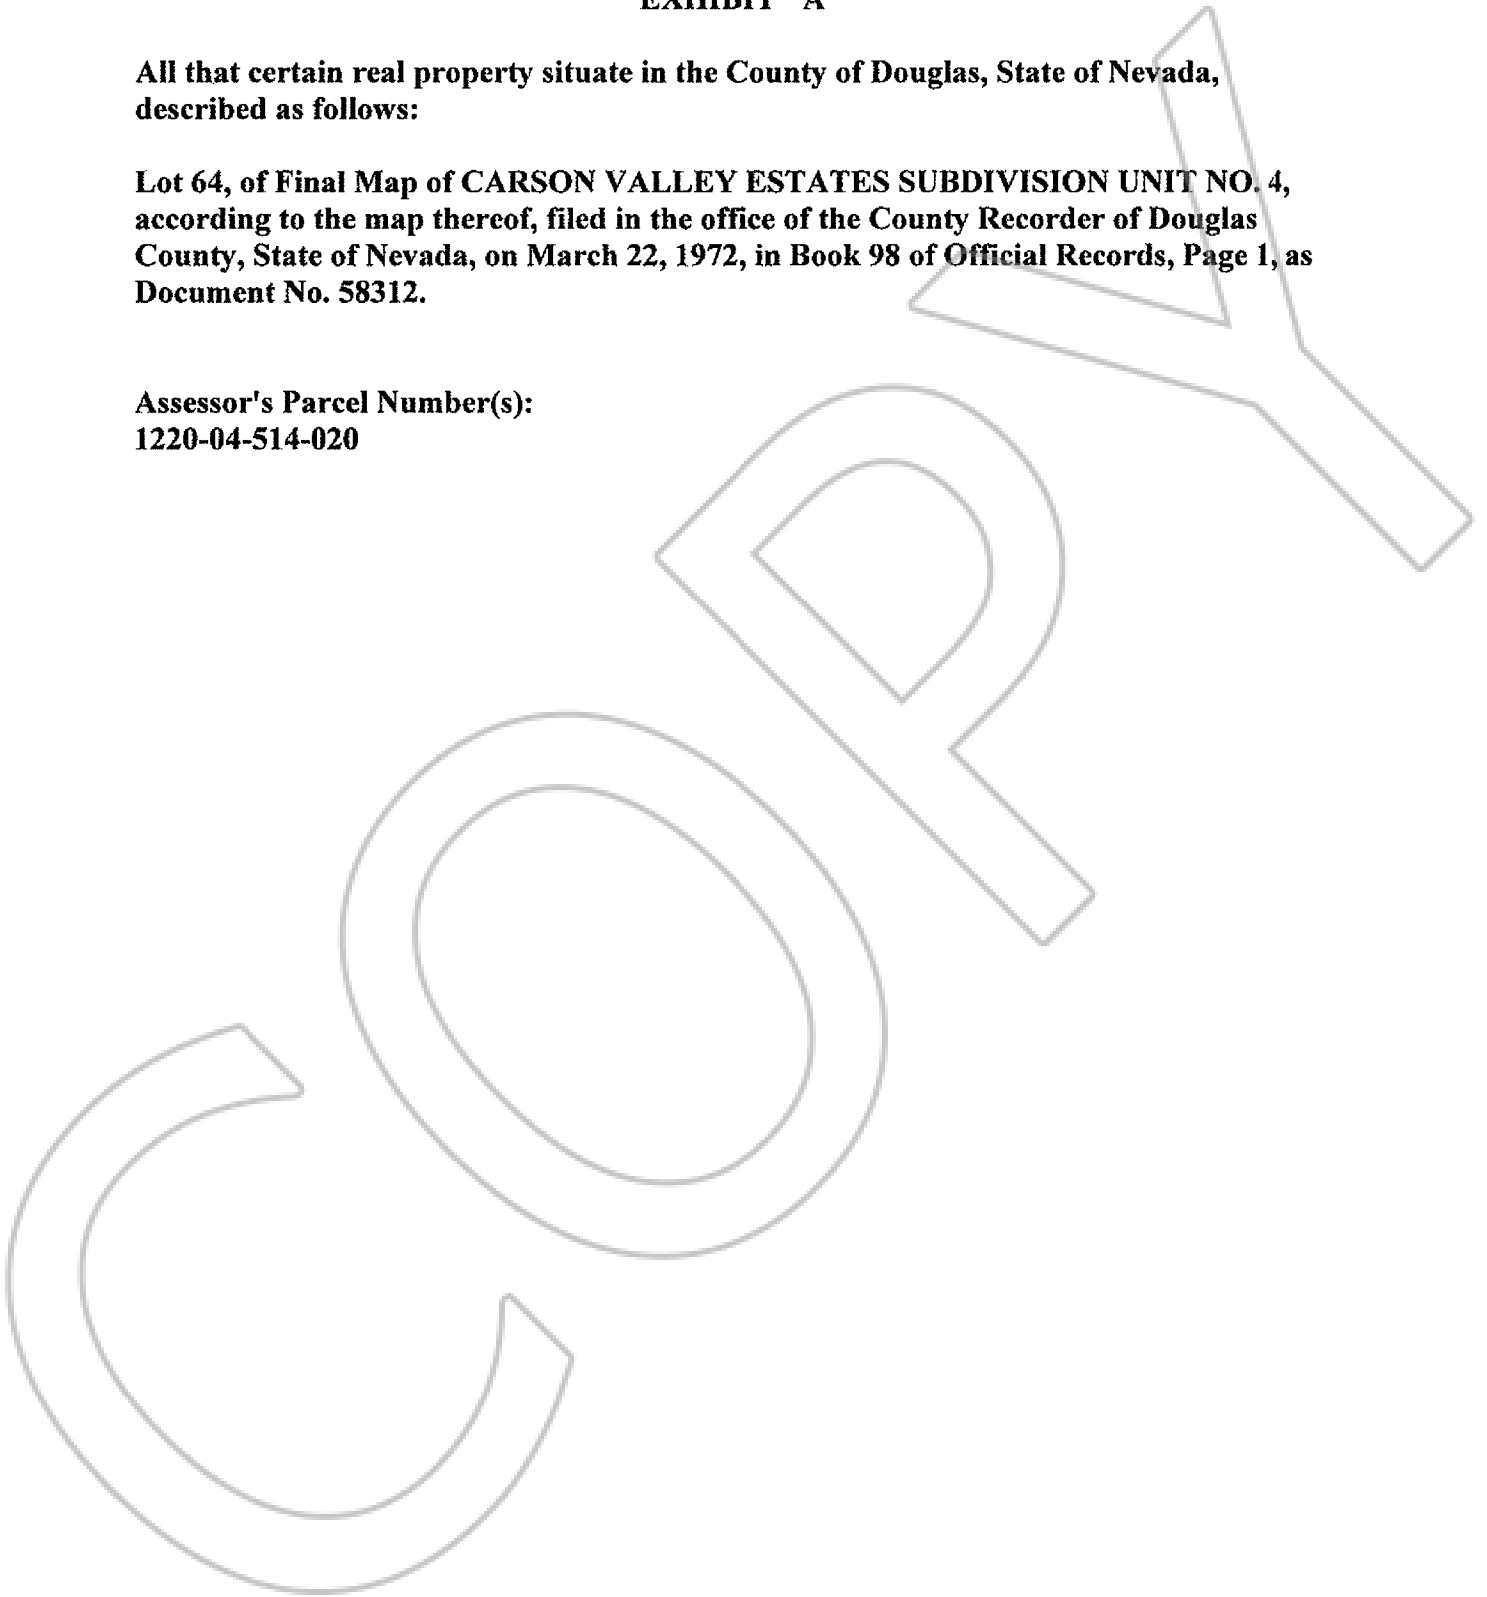 EXHIBIT "A"
All that certain real property situate in the County of Douglas, State of Nevada,
described as follows:
Lot 64, of Final Map of CARSON VALLEY ESTATES SUBDIVISION UNIT NO. 4,
according to the map thereof, filed in the office of the County Recorder of Douglas
County, State of Nevada, on March 22, 1972, in Book 98 of Official Records, Page 1, as
Document No. 58312.
Assessor's Parcel Number(s):
1220-04-514-020
COPY